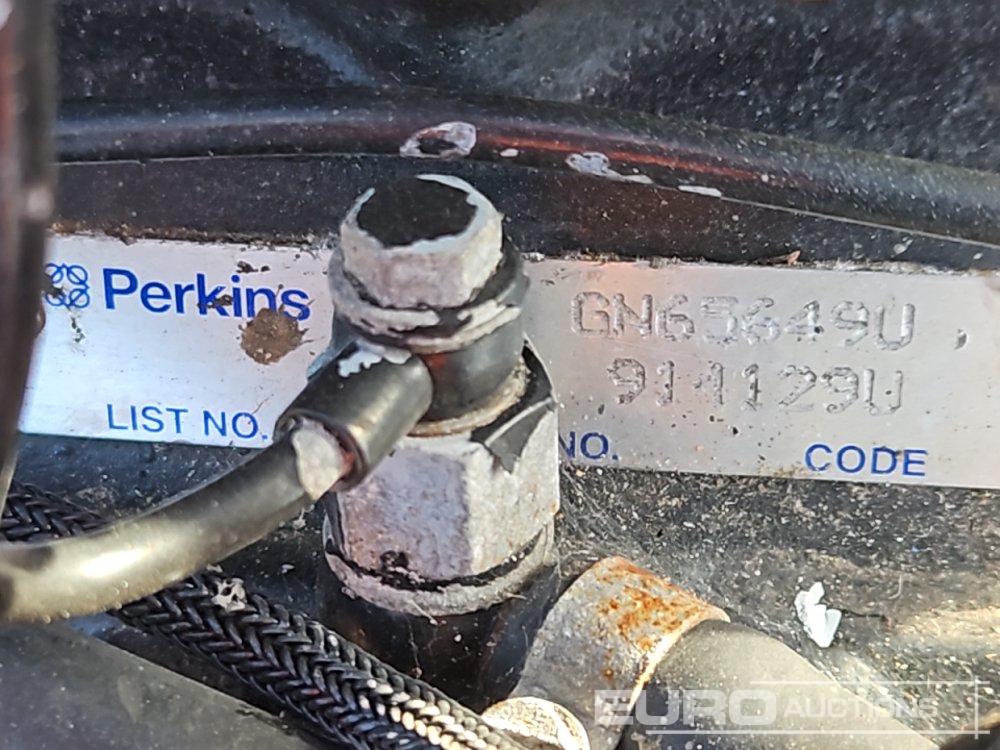 Perkins
GN65649U
914129U
LIST NO.
NO.
CODE
EURO AUCTIONS